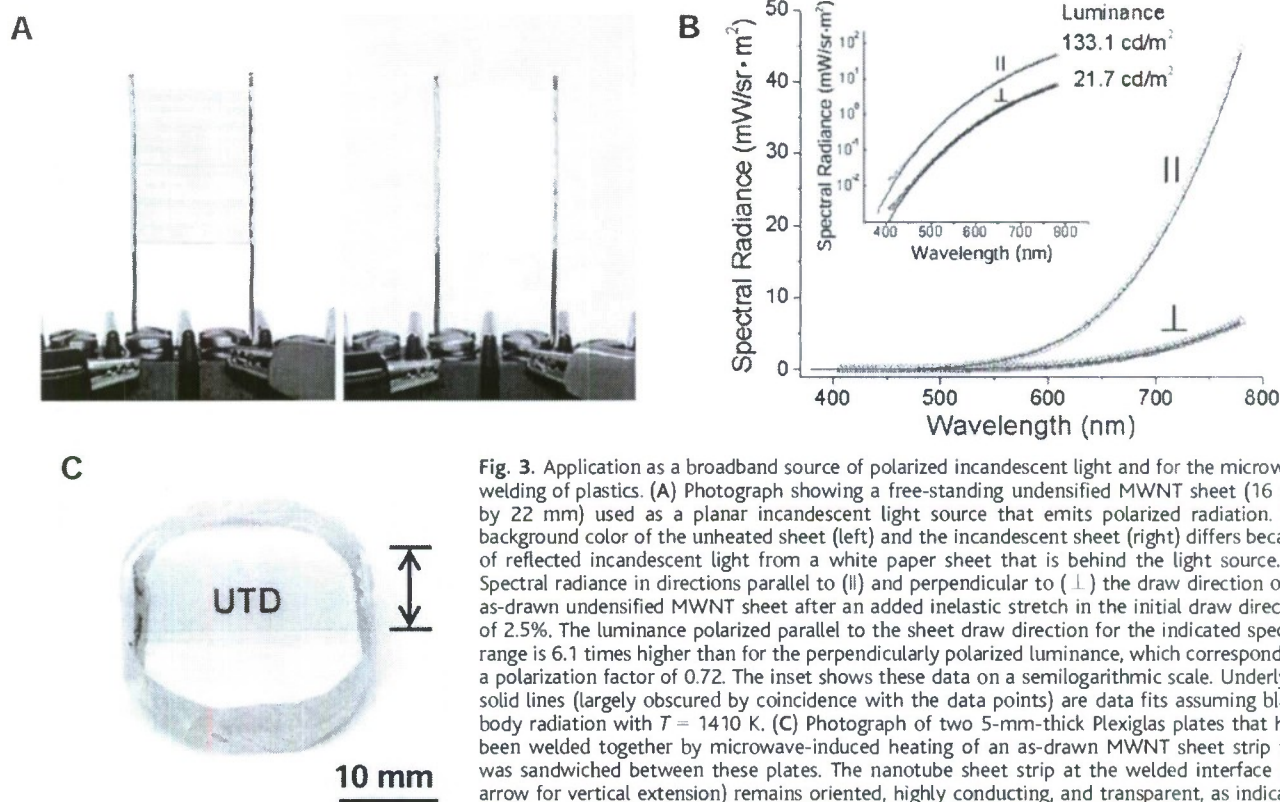 A
B
50
40
30
20
10
0
Spectral Radiance (mW/sr·m²)
400
500
600
700
800
Wavelength (nm)
||
⊥
Luminance
133.1 cd/m²
21.7 cd/m²
10²
10¹
10⁰
10⁻¹
10⁻²
Spectral Radiance (mW/sr·m²)
||
⊥
400 500 600 700 800
Wavelength (nm)
C
UTD
10 mm
Fig. 3. Application as a broadband source of polarized incandescent light and for the microw
welding of plastics. (A) Photograph showing a free-standing undensified MWNT sheet (16
by 22 mm) used as a planar incandescent light source that emits polarized radiation.
background color of the unheated sheet (left) and the incandescent sheet (right) differs beca
of reflected incandescent light from a white paper sheet that is behind the light source.
Spectral radiance in directions parallel to (||) and perpendicular to (⊥) the draw direction o
as-drawn undensified MWNT sheet after an added inelastic stretch in the initial draw direc
of 2.5%. The luminance polarized parallel to the sheet draw direction for the indicated spec
range is 6.1 times higher than for the perpendicularly polarized luminance, which correspond
a polarization factor of 0.72. The inset shows these data on a semilogarithmic scale. Underl
solid lines (largely obscured by coincidence with the data points) are data fits assuming bl
body radiation with T = 1410 K. (C) Photograph of two 5-mm-thick Plexiglas plates that h
been welded together by microwave-induced heating of an as-drawn MWNT sheet strip
was sandwiched between these plates. The nanotube sheet strip at the welded interface
arrow for vertical extension) remains oriented, highly conducting, and transparent, as indic